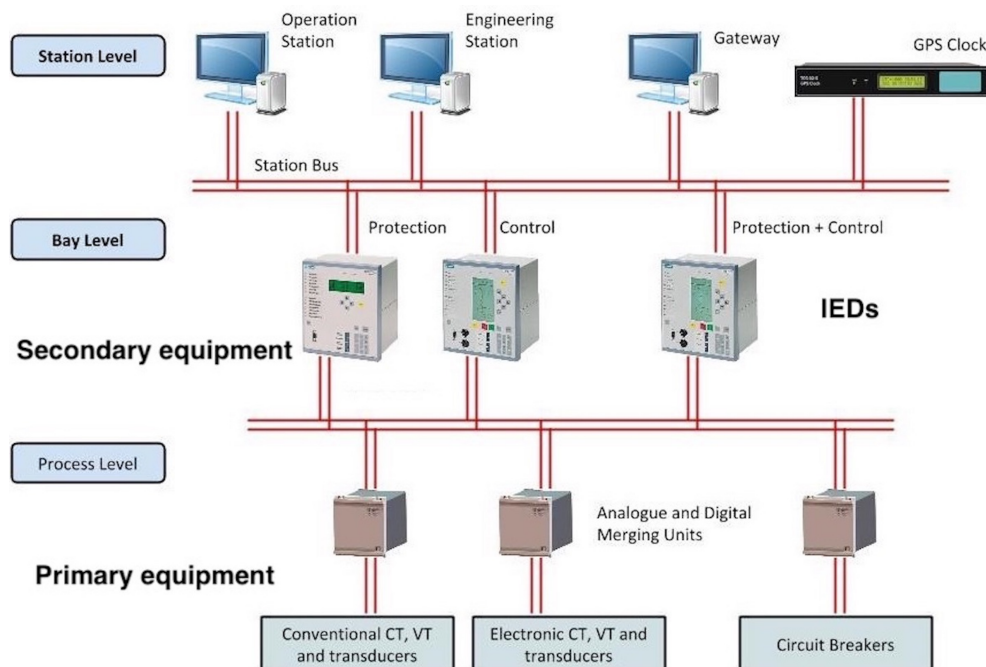 Operation
Station
Engineering
Station
Gateway
GPS Clock
Station Level
Station Bus
Bay Level
Protection
Control
Protection + Control
IEDs
Secondary equipment
Process Level
Analogue and Digital
Merging Units
Primary equipment
Conventional CT, VT
and transducers
Electronic CT, VT and
transducers
Circuit Breakers